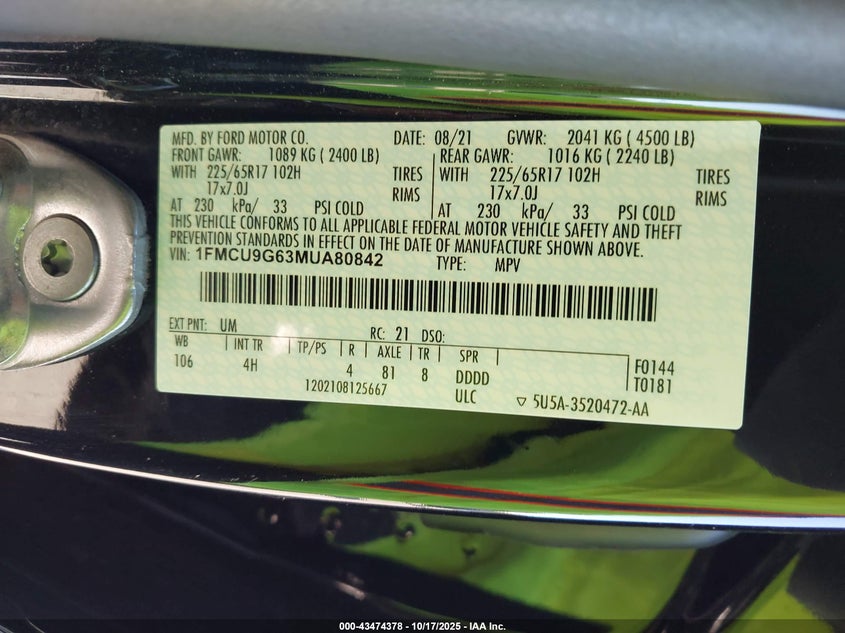 MFD. BY FORD MOTOR CO. DATE: 08/21 GVWR: 2041 KG ( 4500 LB)
FRONT GAWR: 1089 KG ( 2400 LB) REAR GAWR: 1016 KG ( 2240 LB)
WITH 225/65R17 102H TIRES WITH 225/65R17 102H TIRES
17x7.0J RIMS 17x7.0J RIMS
AT 230 kPa/ 33 PSI COLD AT 230 kPa/ 33 PSI COLD
THIS VEHICLE CONFORMS TO ALL APPLICABLE FEDERAL MOTOR VEHICLE SAFETY AND THEFT
PREVENTION STANDARDS IN EFFECT ON THE DATE OF MANUFACTURE SHOWN ABOVE.
VIN: 1FMCU9G63MUA80842 TYPE: MPV
EXT PNT: UM RC: 21 DSO:
WB INT TR TP/PS R AXLE TR SPR
106 4H 4 81 8 DDDD F0144
1202108125667 ULC T0181
▽ 5U5A-3520472-AA
000-43474378 - 10/17/2025 - IAA Inc.